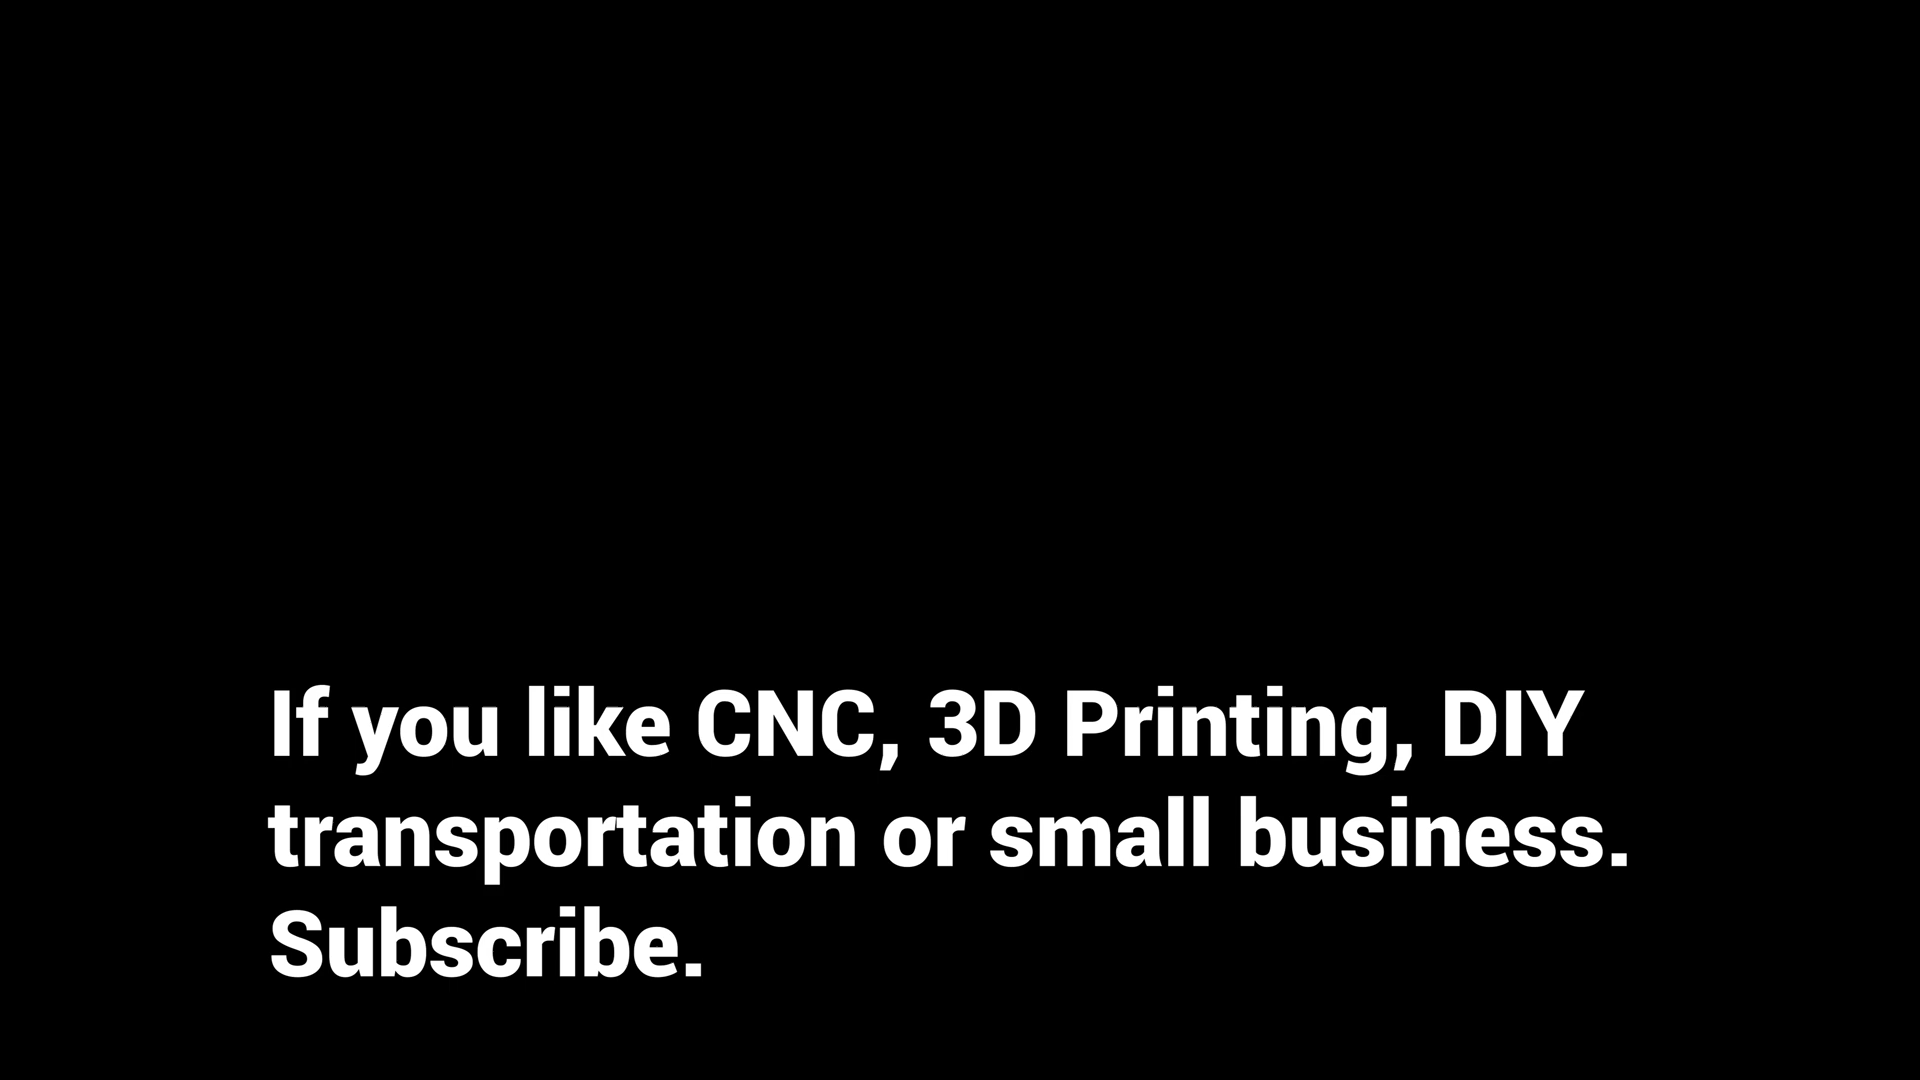 If you like CNC, 3D Printing, DIY
transportation or small business.
Subscribe.